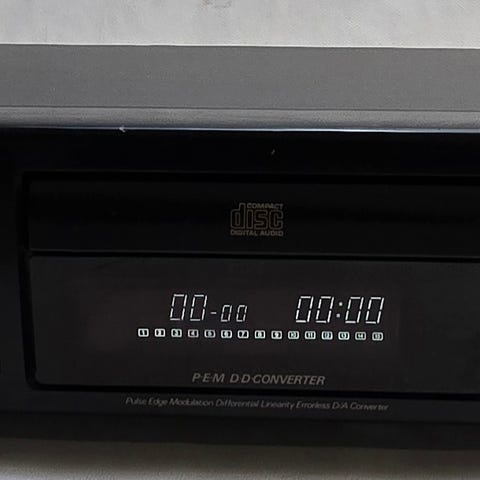 COMPACT
disc
DIGITAL AUDIO
00-00 00:00
1 2 3 4 5 6 7 8 9 10 11 12 13 14 15
P·E·M D·D·CONVERTER
Pulse Edge Modulation Differential Linearity Errorless D/A Converter